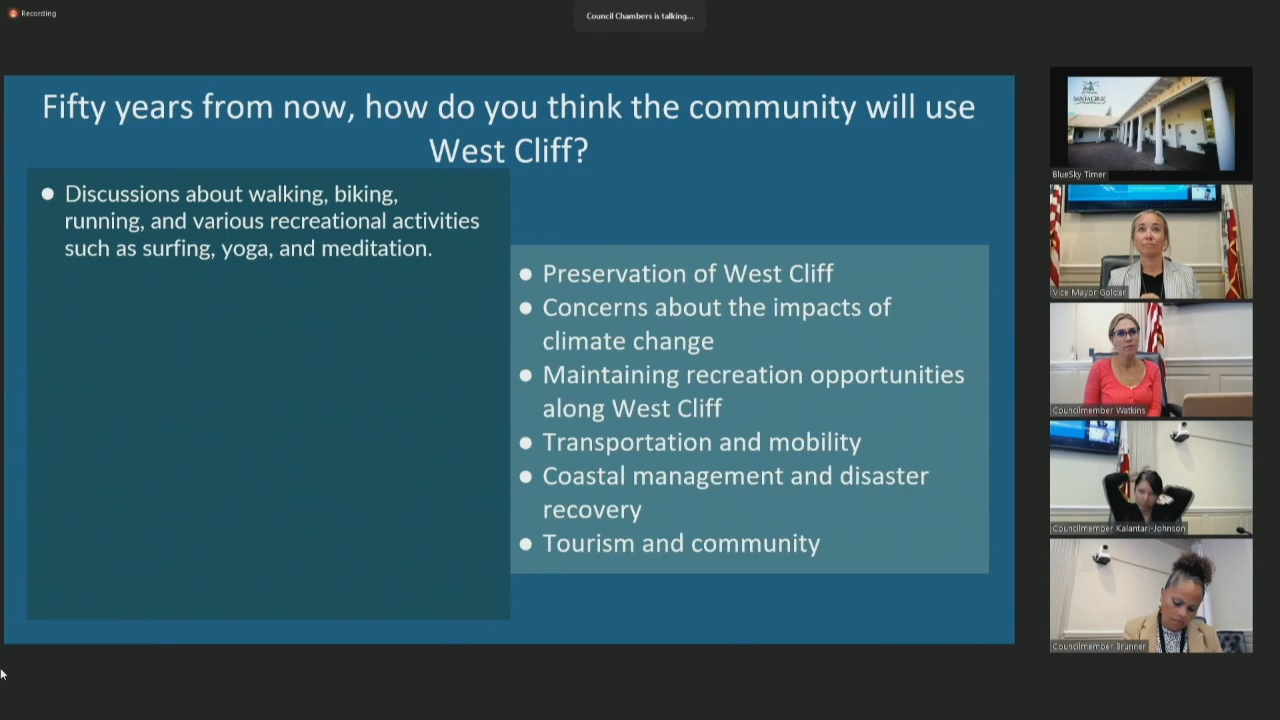 Recording
Council Chambers is talking...
Fifty years from now, how do you think the community will use
West Cliff?
● Discussions about walking, biking,
running, and various recreational activities
such as surfing, yoga, and meditation.
● Preservation of West Cliff
● Concerns about the impacts of
climate change
● Maintaining recreation opportunities
along West Cliff
● Transportation and mobility
● Coastal management and disaster
recovery
● Tourism and community
SANTA CRUZ
BlueSky Timer
Vice Mayor Golder
Councilmember Watkins
Councilmember Kalantari-Johnson
Councilmember Brunner